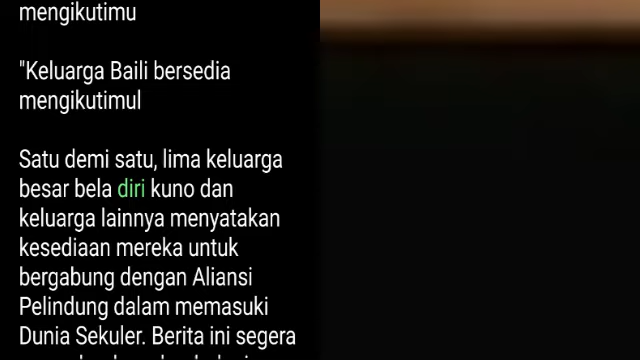 mengikutimu
"Keluarga Baili bersedia
mengikutimul
Satu demi satu, lima keluarga
besar bela diri kuno dan
keluarga lainnya menyatakan
kesediaan mereka untuk
bergabung dengan Aliansi
Pelindung dalam memasuki
Dunia Sekuler. Berita ini segera